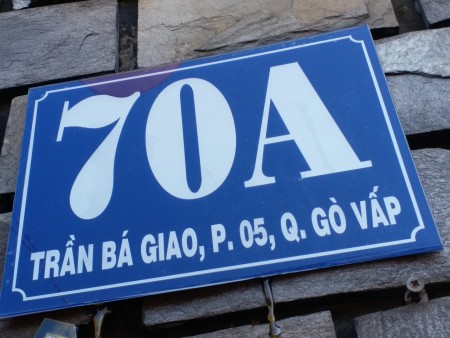 70A
TRẦN BÁ GIAO, P. 05, Q. GÒ VẤP